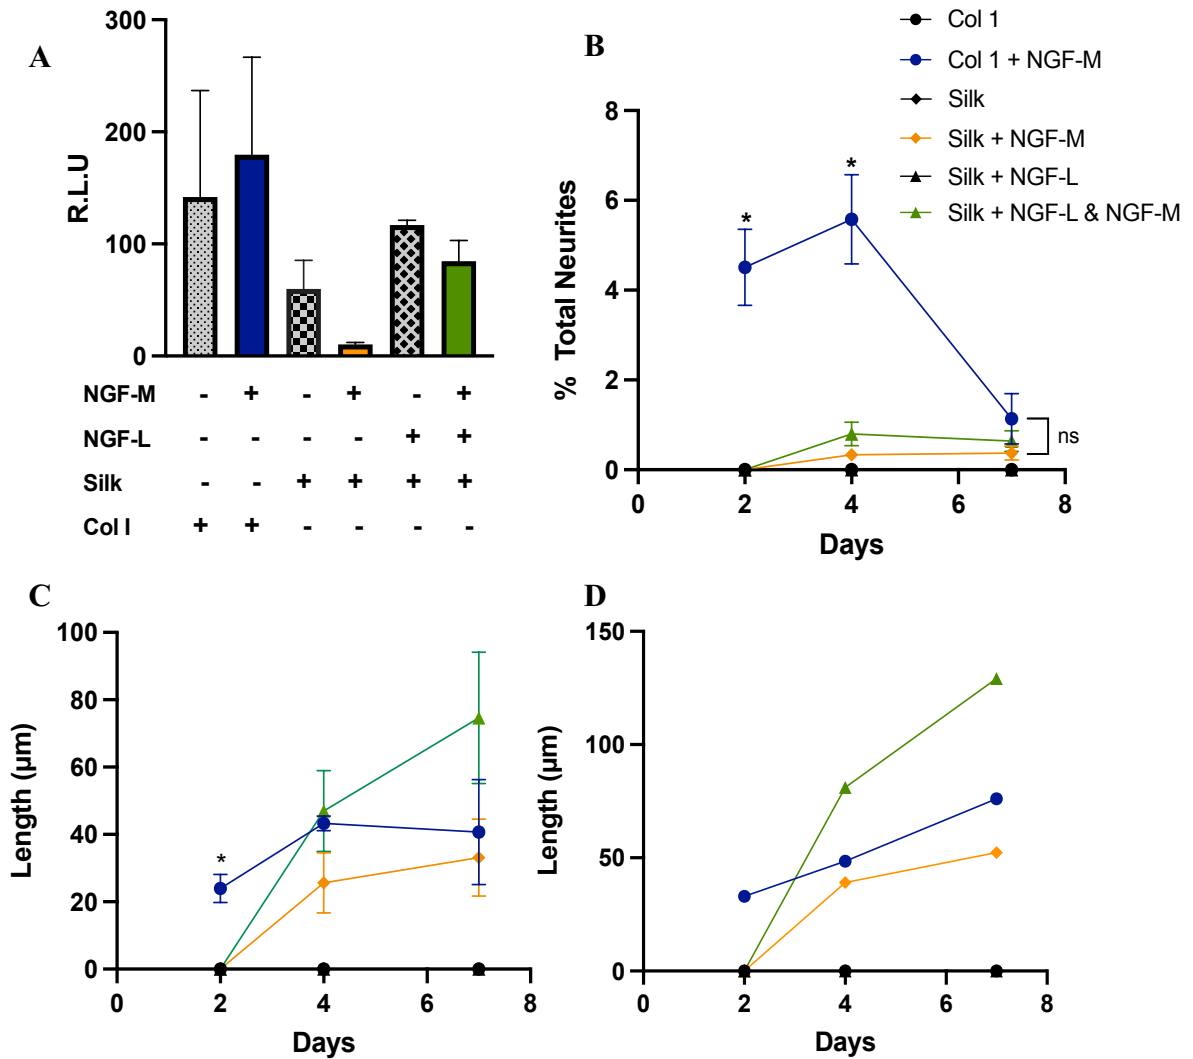 A
300
200
100
0
R.L.U
NGF-M - + - + - +
NGF-L - - - - + +
Silk - - + + + +
Col I + + - - - -
B
Col 1
Col 1 + NGF-M
Silk
Silk + NGF-M
Silk + NGF-L
Silk + NGF-L & NGF-M
% Total Neurites
8
6
4
2
0
* *
ns
0 2 4 6 8
Days
C
Length (µm)
100
80
60
40
20
0
*
0 2 4 6 8
Days
D
Length (µm)
150
100
50
0
0 2 4 6 8
Days